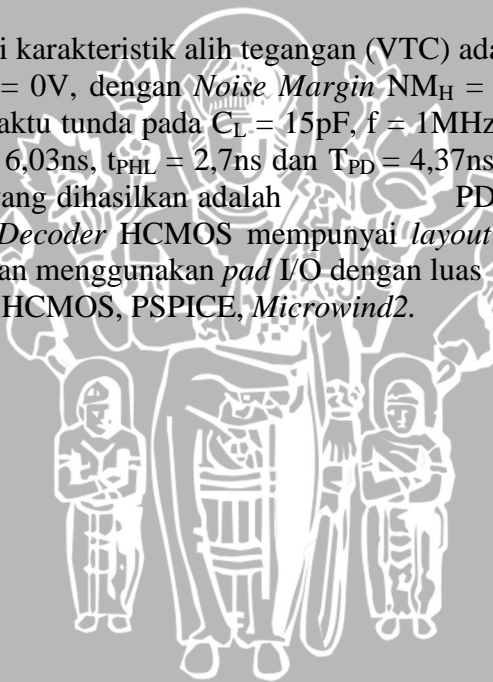 i karakteristik alih tegangan (VTC) ada
= 0V, dengan Noise Margin NMH =
aktu tunda pada CL = 15pF, f = 1MHz
6,03ns, tPHL = 2,7ns dan TPD = 4,37ns
yang dihasilkan adalah PD
Decoder HCMOS mempunyai layout
an menggunakan pad I/O dengan luas
HCMOS, PSPICE, Microwind2.